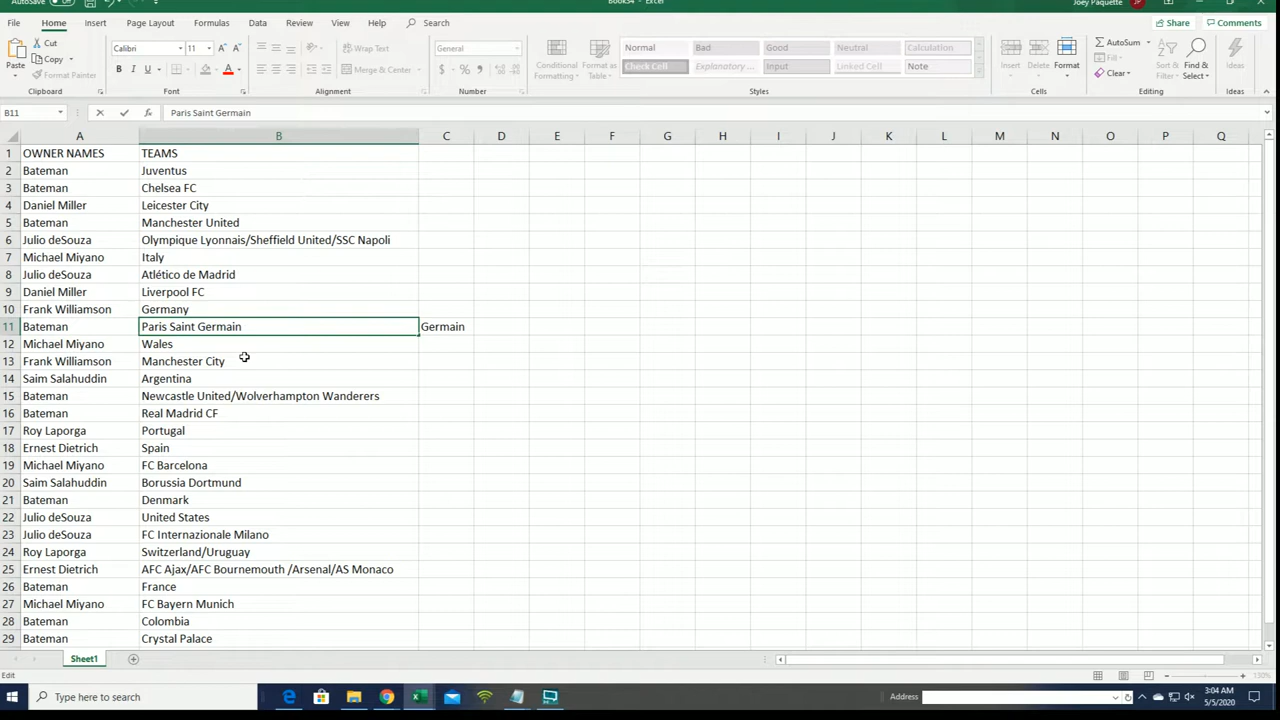 AutoSave Off Book34 - Excel Joey Paquette JP
File Home Insert Page Layout Formulas Data Review View Help Search Share Comments
Paste Cut Copy Format Painter Clipboard
Calibri 11 A A B I U A Font
Wrap Text Merge & Center Alignment
General $ % , Number
Conditional Formatting Format as Table
Normal Bad Good Neutral Calculation
Check Cell Explanatory ... Input Linked Cell Note
Styles
Insert Delete Format Cells
AutoSum Fill Clear Sort & Filter Find & Select Editing
Ideas Ideas
B11 fx Paris Saint Germain
A B C D E F G H I J K L M N O P Q
1 OWNER NAMES TEAMS
2 Bateman Juventus
3 Bateman Chelsea FC
4 Daniel Miller Leicester City
5 Bateman Manchester United
6 Julio deSouza Olympique Lyonnais/Sheffield United/SSC Napoli
7 Michael Miyano Italy
8 Julio deSouza Atlético de Madrid
9 Daniel Miller Liverpool FC
10 Frank Williamson Germany
11 Bateman Paris Saint Germain Germain
12 Michael Miyano Wales
13 Frank Williamson Manchester City
14 Saim Salahuddin Argentina
15 Bateman Newcastle United/Wolverhampton Wanderers
16 Bateman Real Madrid CF
17 Roy Laporga Portugal
18 Ernest Dietrich Spain
19 Michael Miyano FC Barcelona
20 Saim Salahuddin Borussia Dortmund
21 Bateman Denmark
22 Julio deSouza United States
23 Julio deSouza FC Internazionale Milano
24 Roy Laporga Switzerland/Uruguay
25 Ernest Dietrich AFC Ajax/AFC Bournemouth /Arsenal/AS Monaco
26 Bateman France
27 Michael Miyano FC Bayern Munich
28 Bateman Colombia
29 Bateman Crystal Palace
Sheet1
Edit 130%
Type here to search Address 3:04 AM
5/5/2020